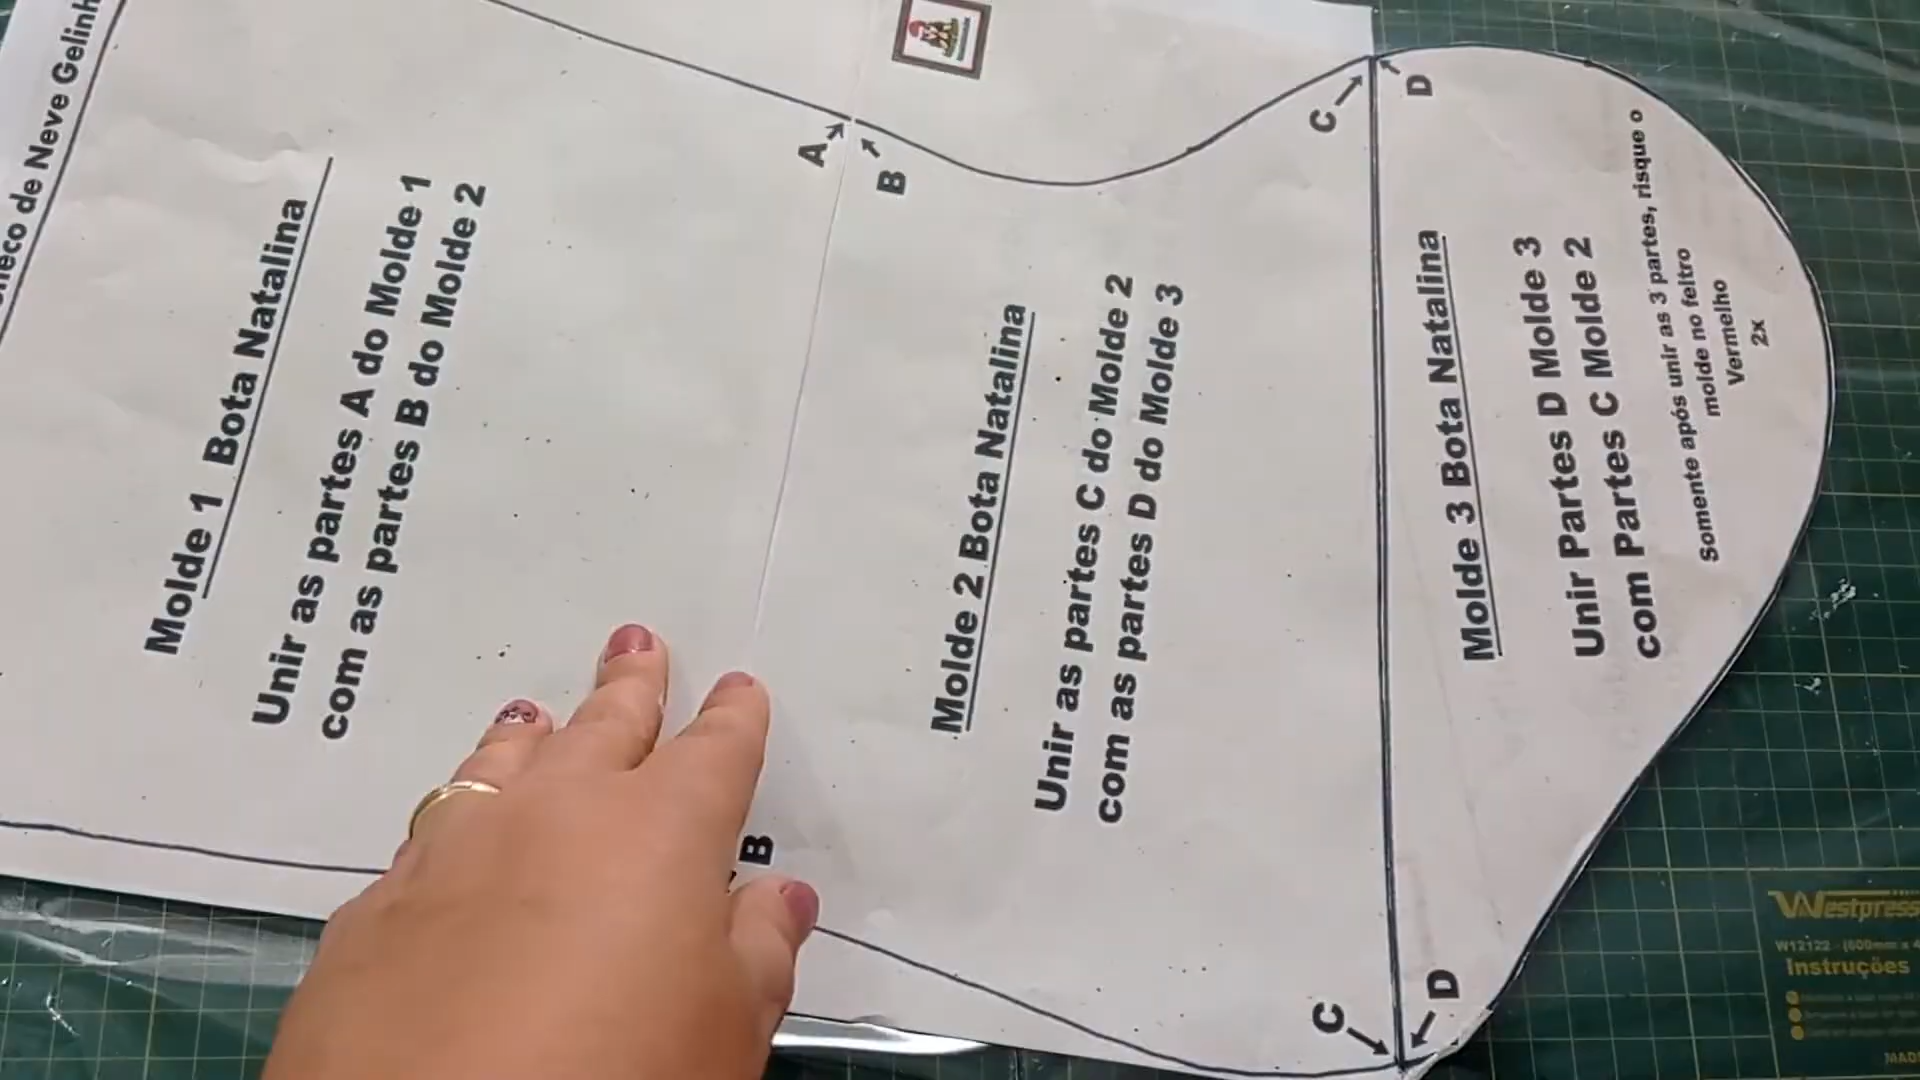 de Neve
Molde 1 Bota Natalina
Unir as partes A do Molde 1
com as partes B do Molde 2
A
B
B
Molde 2 Bota Natalina
Unir as partes C do Molde 2
com as partes D do Molde 3
C
D
C
D
Molde 3 Bota Natalina
Unir Partes D Molde 3
com Partes C Molde 2
Somente após unir as 3 partes, risque o
molde no feltro
Vermelho
2x
Westpress
W12122
Instruções